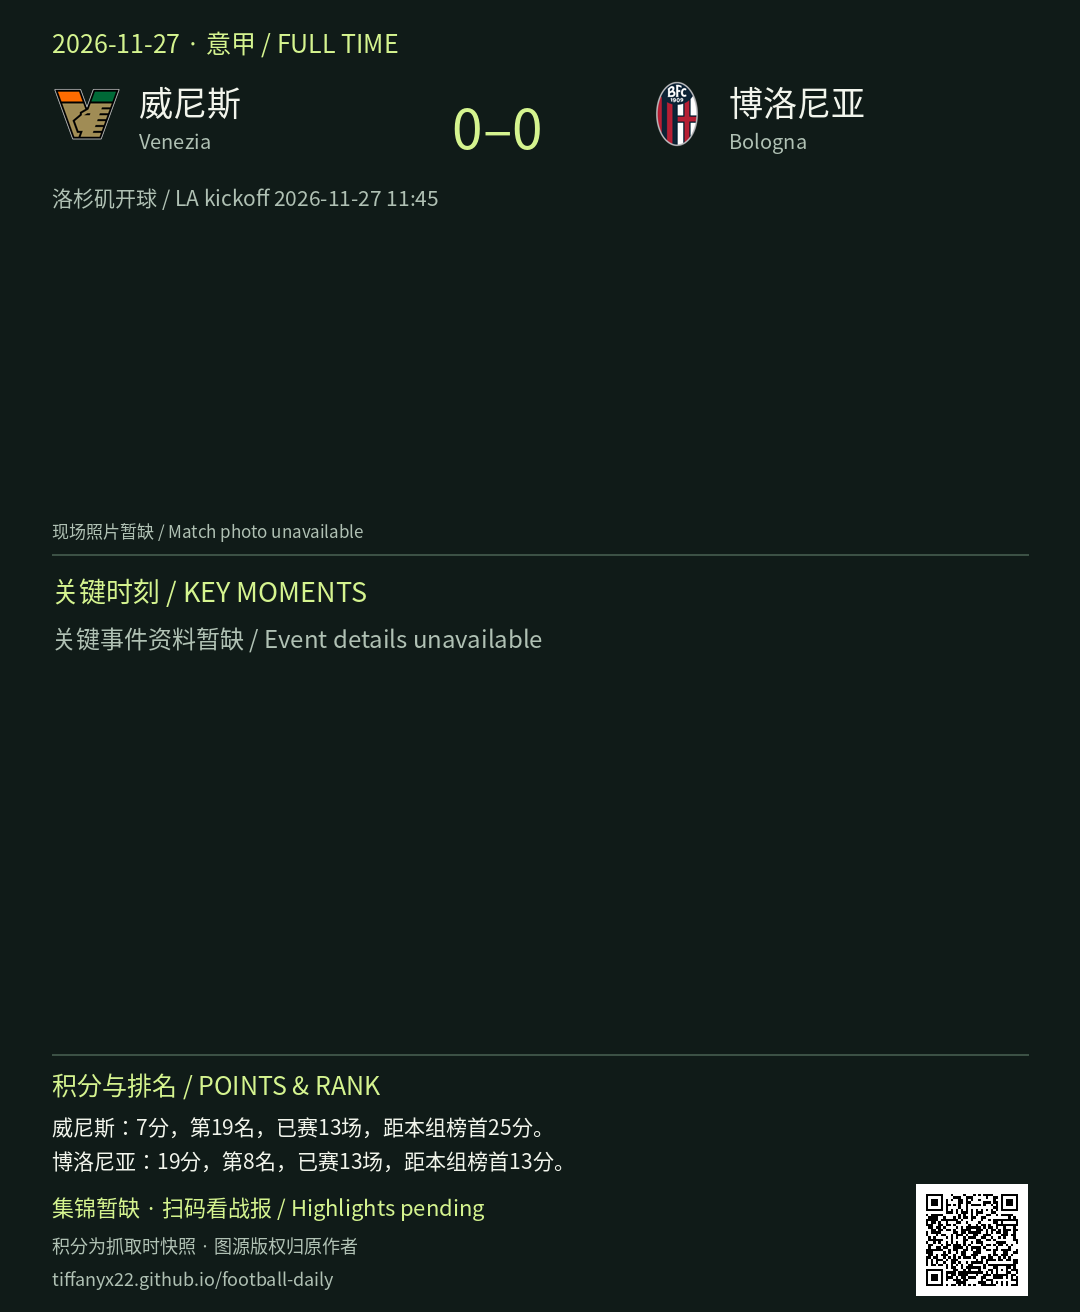 2026-11-27 · 意甲 / FULL TIME
威尼斯
Venezia
0–0
BFC
1909
博洛尼亚
Bologna
洛杉矶开球 / LA kickoff 2026-11-27 11:45
现场照片暂缺 / Match photo unavailable
关键时刻 / KEY MOMENTS
关键事件资料暂缺 / Event details unavailable
积分与排名 / POINTS & RANK
威尼斯：7分，第19名，已赛13场，距本组榜首25分。
博洛尼亚：19分，第8名，已赛13场，距本组榜首13分。
集锦暂缺 · 扫码看战报 / Highlights pending
积分为抓取时快照 · 图源版权归原作者
tiffanyx22.github.io/football-daily